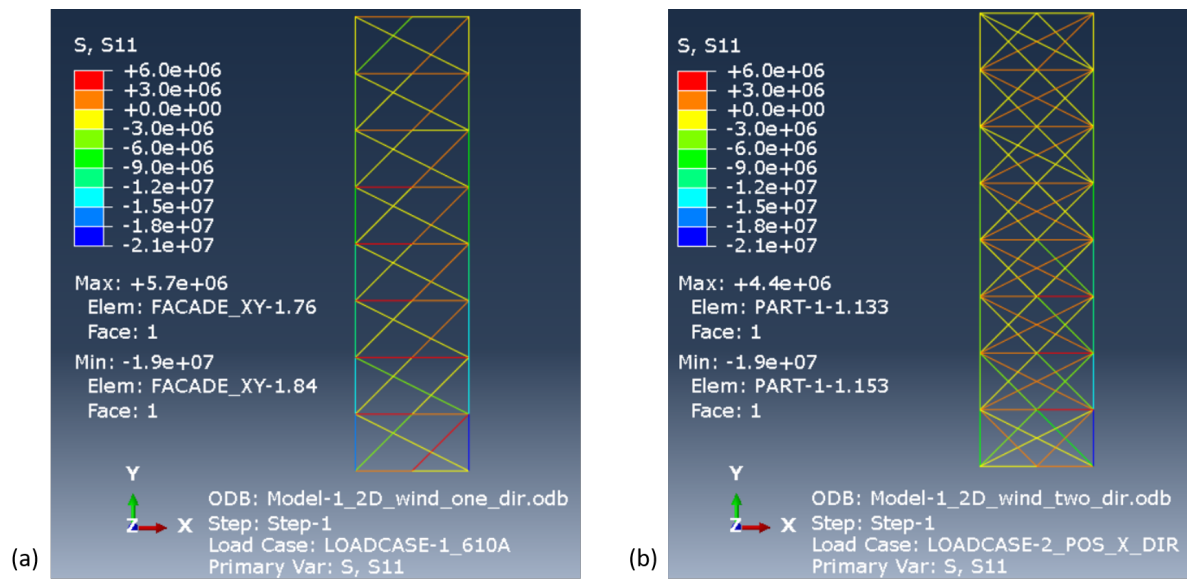 S, S11
+6.0e+06
+3.0e+06
+0.0e+00
-3.0e+06
-6.0e+06
-9.0e+06
-1.2e+07
-1.5e+07
-1.8e+07
-2.1e+07
Max: +5.7e+06
Elem: FACADE_XY-1.76
Face: 1
Min: -1.9e+07
Elem: FACADE_XY-1.84
Face: 1
Y
Z
X
ODB: Model-1_2D_wind_one_dir.odb
Step: Step-1
Load Case: LOADCASE-1_610A
Primary Var: S, S11
(a)
S, S11
+6.0e+06
+3.0e+06
+0.0e+00
-3.0e+06
-6.0e+06
-9.0e+06
-1.2e+07
-1.5e+07
-1.8e+07
-2.1e+07
Max: +4.4e+06
Elem: PART-1-1.133
Face: 1
Min: -1.9e+07
Elem: PART-1-1.153
Face: 1
Y
Z
X
ODB: Model-1_2D_wind_two_dir.odb
Step: Step-1
Load Case: LOADCASE-2_POS_X_DIR
Primary Var: S, S11
(b)